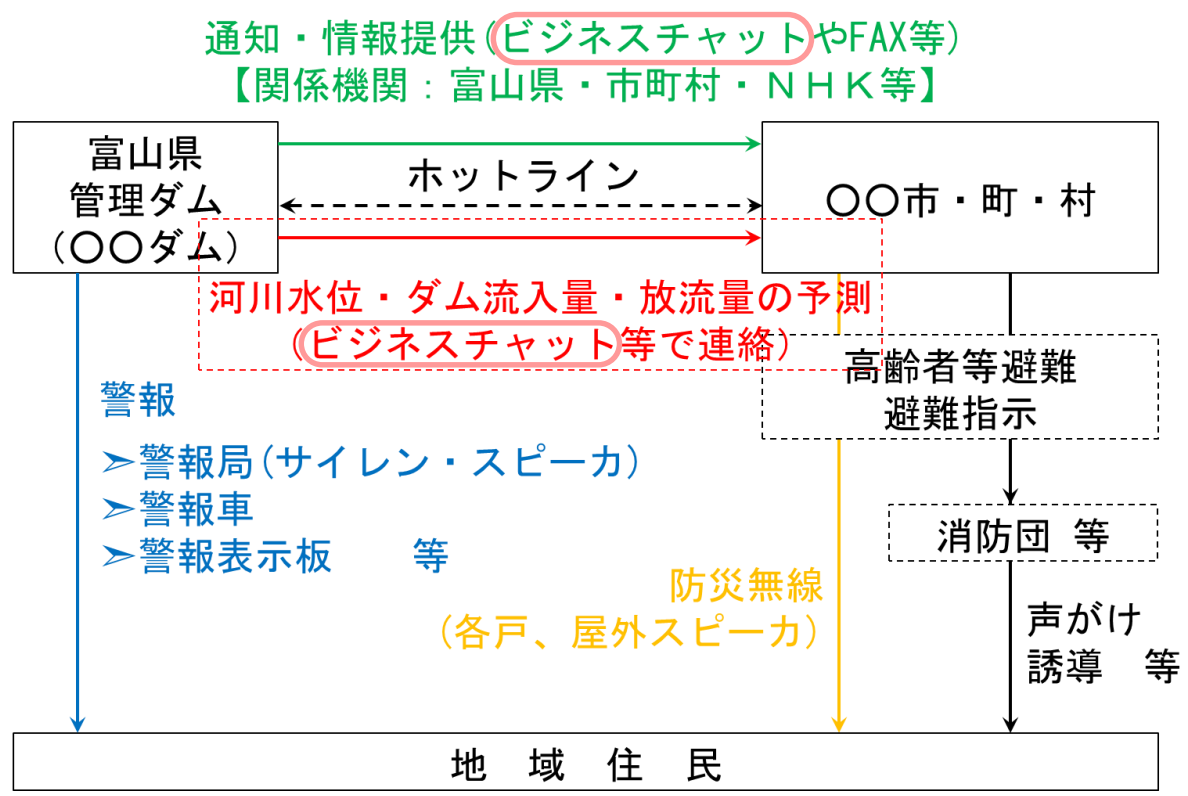 通知・情報提供(ビジネスチャットやFAX等)
【関係機関：富山県・市町村・ＮＨＫ等】
富山県
管理ダム
(〇〇ダム)
ホットライン
〇〇市・町・村
河川水位・ダム流入量・放流量の予測
(ビジネスチャット等で連絡)
高齢者等避難
避難指示
警報
➣警報局(サイレン・スピーカ)
➣警報車
➣警報表示板　　等
消防団 等
防災無線
(各戸、屋外スピーカ)
声がけ
誘導　等
地　域　住　民